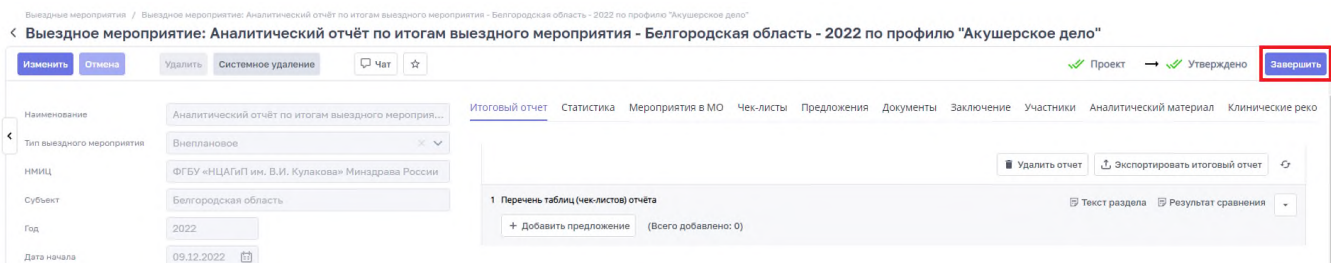 Выездные мероприятия / Выездное мероприятие: Аналитический отчёт по итогам выездного мероприятия - Белгородская область - 2022 по профилю "Акушерское дело"
Выездное мероприятие: Аналитический отчёт по итогам выездного мероприятия - Белгородская область - 2022 по профилю "Акушерское дело"
Изменить Отмена Удалить Системное удаление Чат Проект → Утверждено Завершить
Итоговый отчет Статистика Мероприятия в МО Чек-листы Предложения Документы Заключение Участники Аналитический материал Клинические реко
Наименование Аналитический отчёт по итогам выездного мероприя...
Тип выездного мероприятия Внеплановое
Удалить отчет Экспортировать итоговый отчет
НМИЦ ФГБУ «НЦАГиП им. В.И. Кулакова» Минздрава России
Субъект Белгородская область
1 Перечень таблиц (чек-листов) отчёта Текст раздела Результат сравнения
Год 2022
+ Добавить предложение (Всего добавлено: 0)
Дата начала 09.12.2022